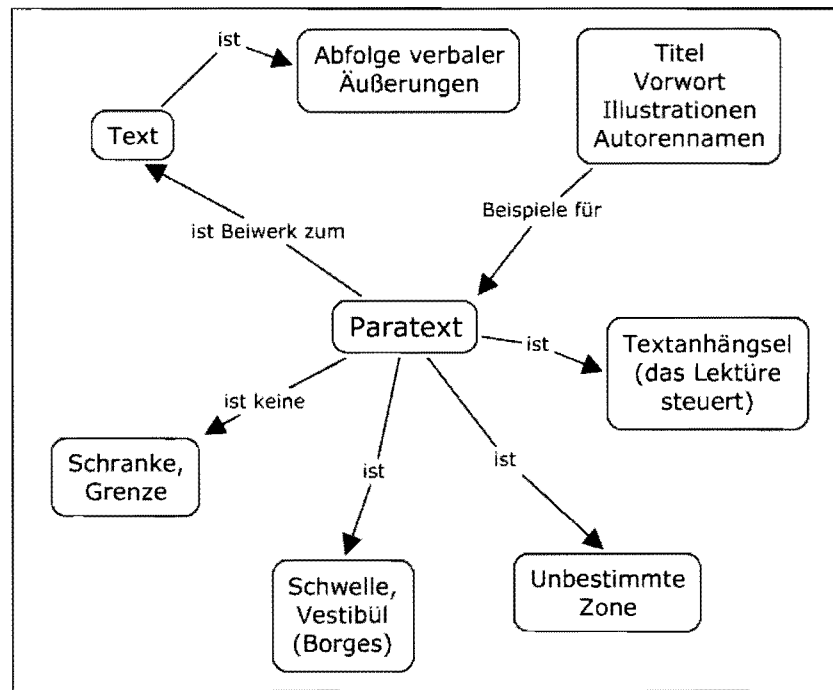 ist
Abfolge verbaler
Äußerungen
Titel
Vorwort
Illustrationen
Autorennamen
Text
Beispiele für
ist Beiwerk zum
Paratext
ist
Textanhängsel
(das Lektüre
steuert)
ist keine
Schranke,
Grenze
ist
ist
Schwelle,
Vestibül
(Borges)
Unbestimmte
Zone